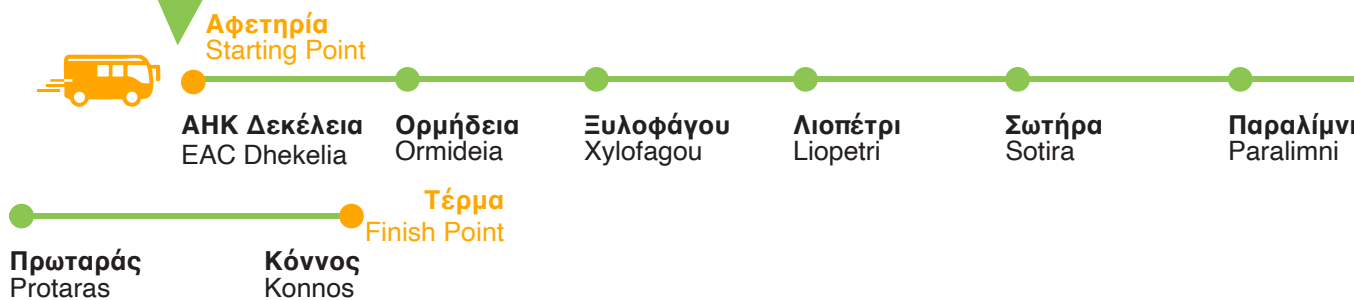 Αφετηρία
Starting Point
ΑΗΚ Δεκέλεια
EAC Dhekelia
Ορμήδεια
Ormideia
Ξυλοφάγου
Xylofagou
Λιοπέτρι
Liopetri
Σωτήρα
Sotira
Παραλίμνι
Paralimni
Τέρμα
Finish Point
Πρωταράς
Protaras
Κόννος
Konnos